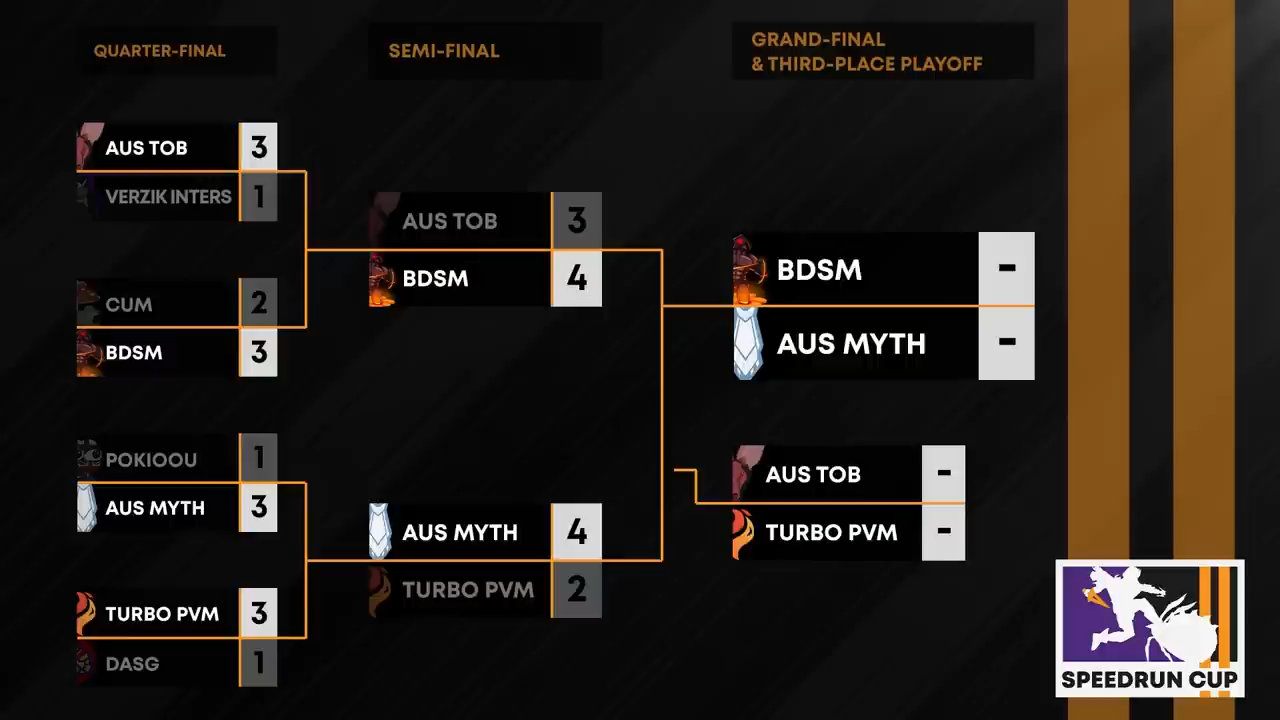 QUARTER-FINAL
SEMI-FINAL
GRAND-FINAL
& THIRD-PLACE PLAYOFF
AUS TOB 3
VERZIK INTERS 1
CUM 2
BDSM 3
POKIOOU 1
AUS MYTH 3
TURBO PVM 3
DASG 1
AUS TOB 3
BDSM 4
AUS MYTH 4
TURBO PVM 2
BDSM -
AUS MYTH -
AUS TOB -
TURBO PVM -
SPEEDRUN CUP